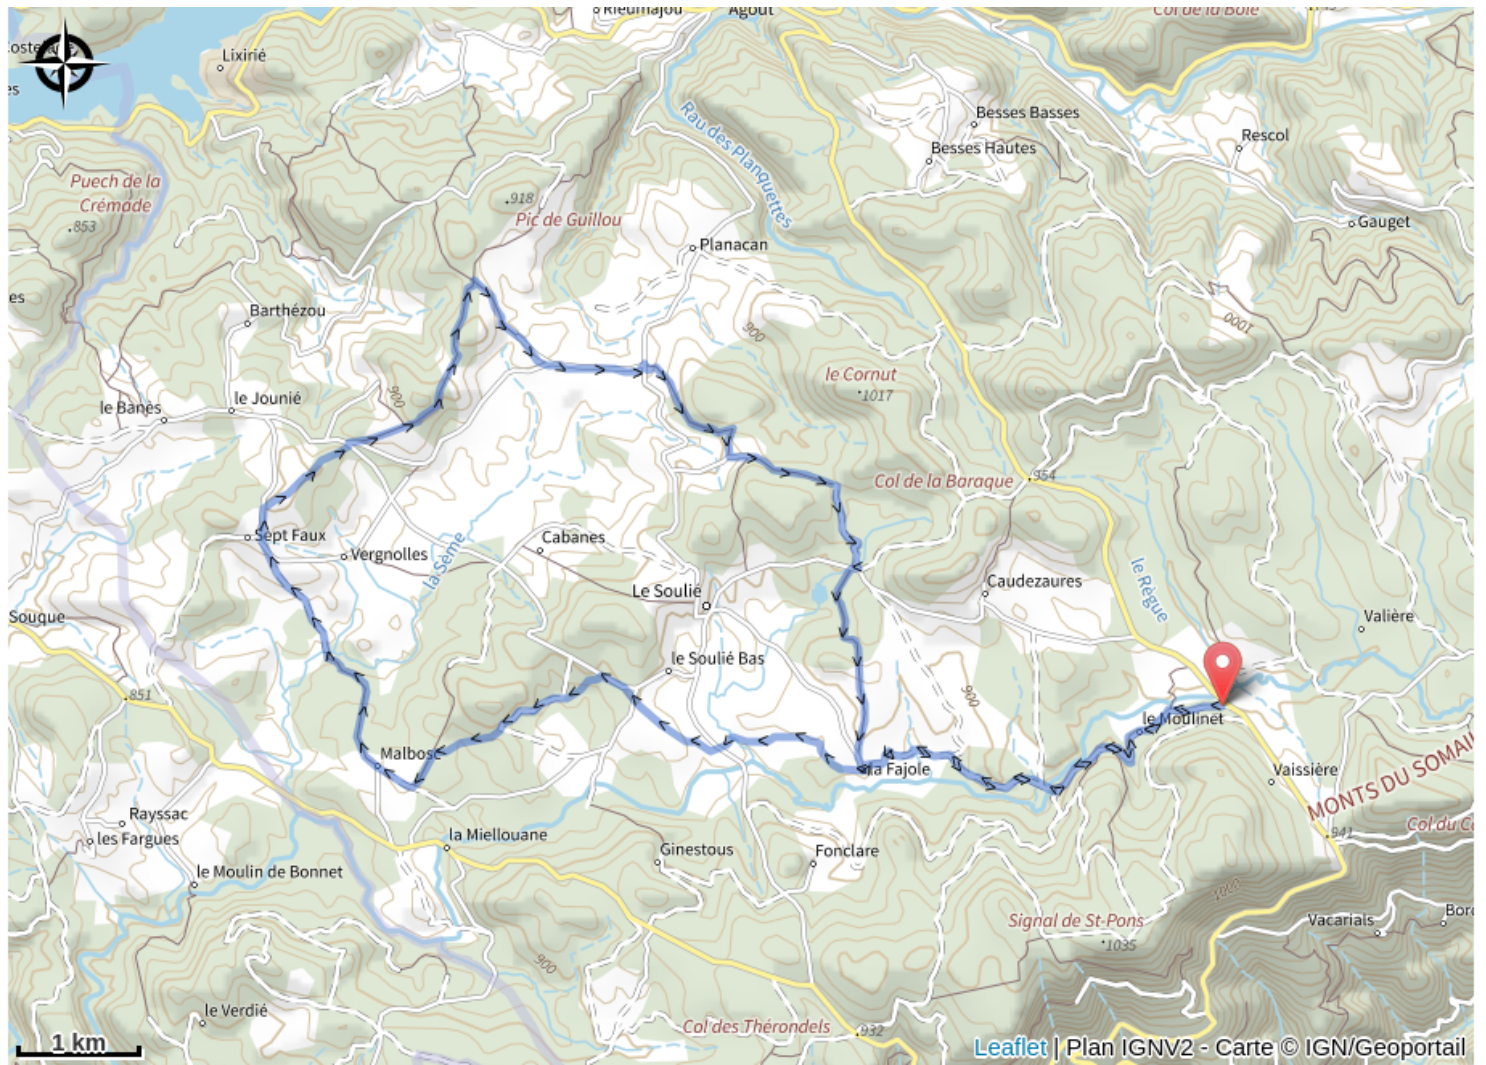 Rieumajou
Agout
Col de la Bole
Lixirié
es
Besses Basses
Rau des Planquettes
Rescol
Besses Hautes
Puech de la
Crémade
853
918
Pic de Guillou
Gauget
Planacan
es
Barthézou
1000
900
le Cornut
1017
900
le Jounié
le Banès
954
Col de la Baraque
Sept Faux
Cabanes
Vergnolles
la Sème
le Règue
Caudezaures
Le Soulié
Souque
Valière
le Soulié Bas
851
900
le Moulinet
Malbosc
la Fajole
Vaissière
MONTS DU SOMAIL
Rayssac
les Fargues
la Miellouane
941
Ginestous
Fonclare
le Moulin de Bonnet
1000
Signal de St-Pons
1035
Vacarials
900
le Verdié
Col des Thérondels
932
1 km
Leaflet | Plan IGNV2 - Carte © IGN/Geoportail